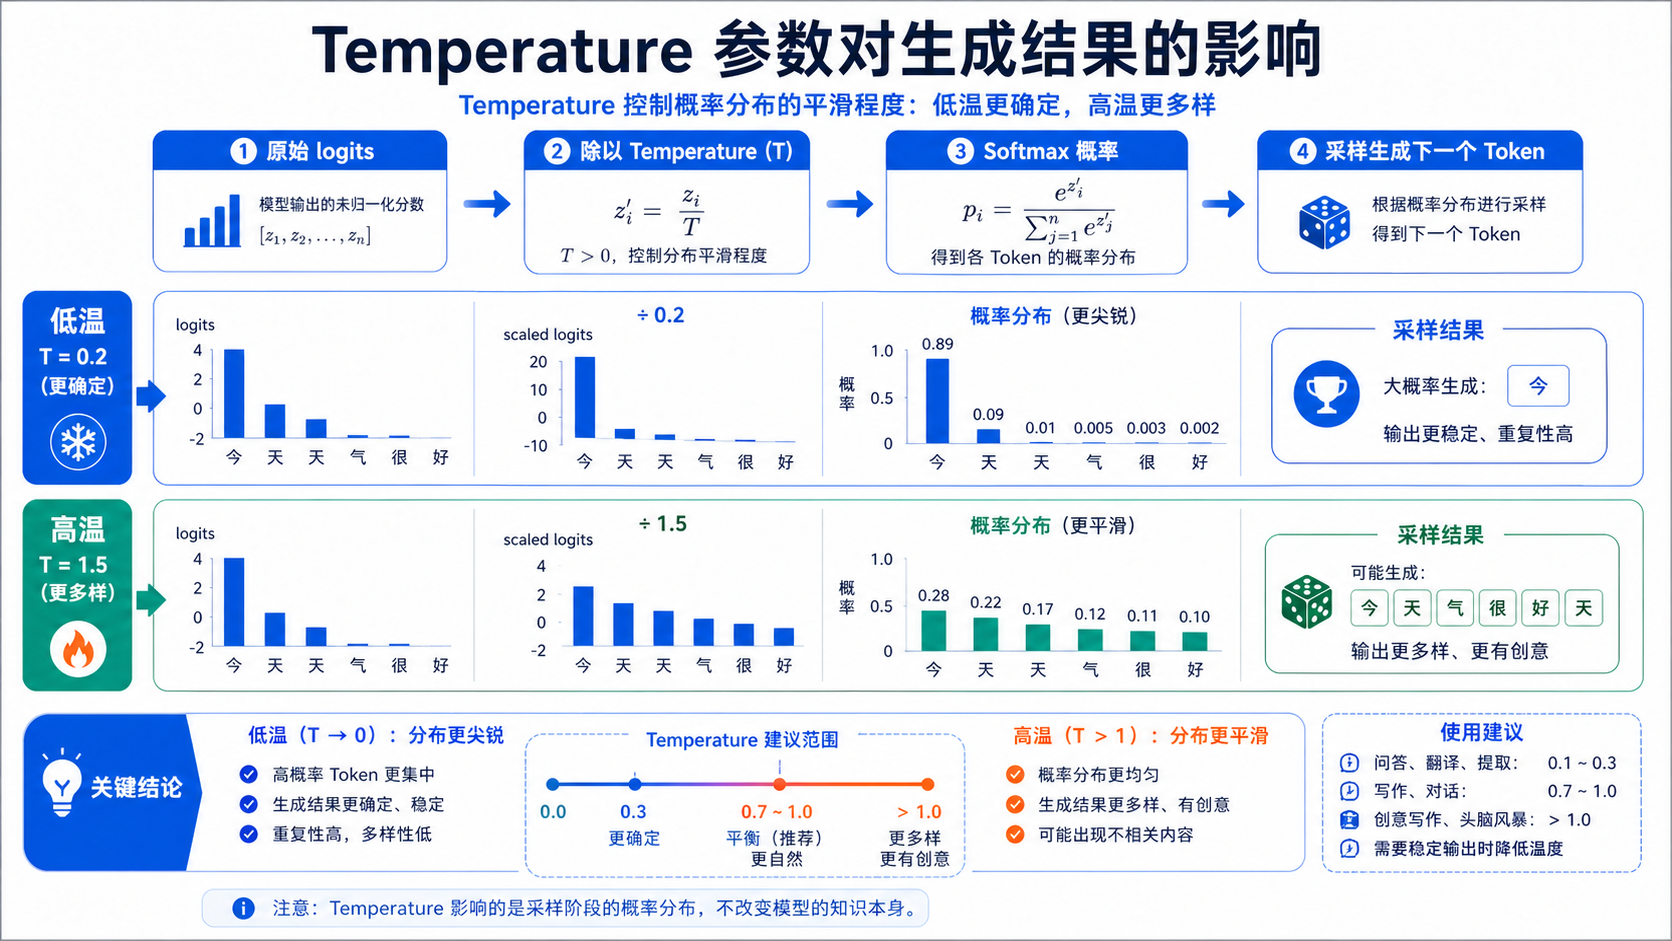 Temperature 参数对生成结果的影响
Temperature 控制概率分布的平滑程度：低温更确定，高温更多样
1 原始 logits
模型输出的未归一化分数
[z₁, z₂, …, zₙ]
2 除以 Temperature (T)
z′ᵢ = zᵢ / T
T > 0，控制分布平滑程度
3 Softmax 概率
pᵢ = e^{z′ᵢ} / ∑ⁿⱼ₌₁ e^{z′ⱼ}
得到各 Token 的概率分布
4 采样生成下一个 Token
根据概率分布进行采样
得到下一个 Token
低温
T = 0.2
（更确定）
logits
4
2
0
-2
今 天 天 气 很 好
÷ 0.2
scaled logits
20
10
0
-10
今 天 天 气 很 好
概率分布（更尖锐）
概率
1.0
0.5
0
0.89 0.09 0.01 0.005 0.003 0.002
今 天 天 气 很 好
采样结果
大概率生成： 今
输出更稳定、重复性高
高温
T = 1.5
（更多样）
logits
4
2
0
-2
今 天 天 气 很 好
÷ 1.5
scaled logits
4
2
0
-2
今 天 天 气 很 好
概率分布（更平滑）
概率
1.0
0.5
0
0.28 0.22 0.17 0.12 0.11 0.10
今 天 天 气 很 好
采样结果
可能生成：
今 天 气 很 好 天
输出更多样、更有创意
关键结论
低温（T → 0）：分布更尖锐
高概率 Token 更集中
生成结果更确定、稳定
重复性高，多样性低
Temperature 建议范围
0.0 0.3 0.7 ~ 1.0 > 1.0
更确定 平衡（推荐） 更多样
更自然 更有创意
高温（T > 1）：分布更平滑
概率分布更均匀
生成结果更多样、有创意
可能出现不相关内容
使用建议
问答、翻译、提取： 0.1 ~ 0.3
写作、对话： 0.7 ~ 1.0
创意写作、头脑风暴： > 1.0
需要稳定输出时降低温度
注意：Temperature 影响的是采样阶段的概率分布，不改变模型的知识本身。